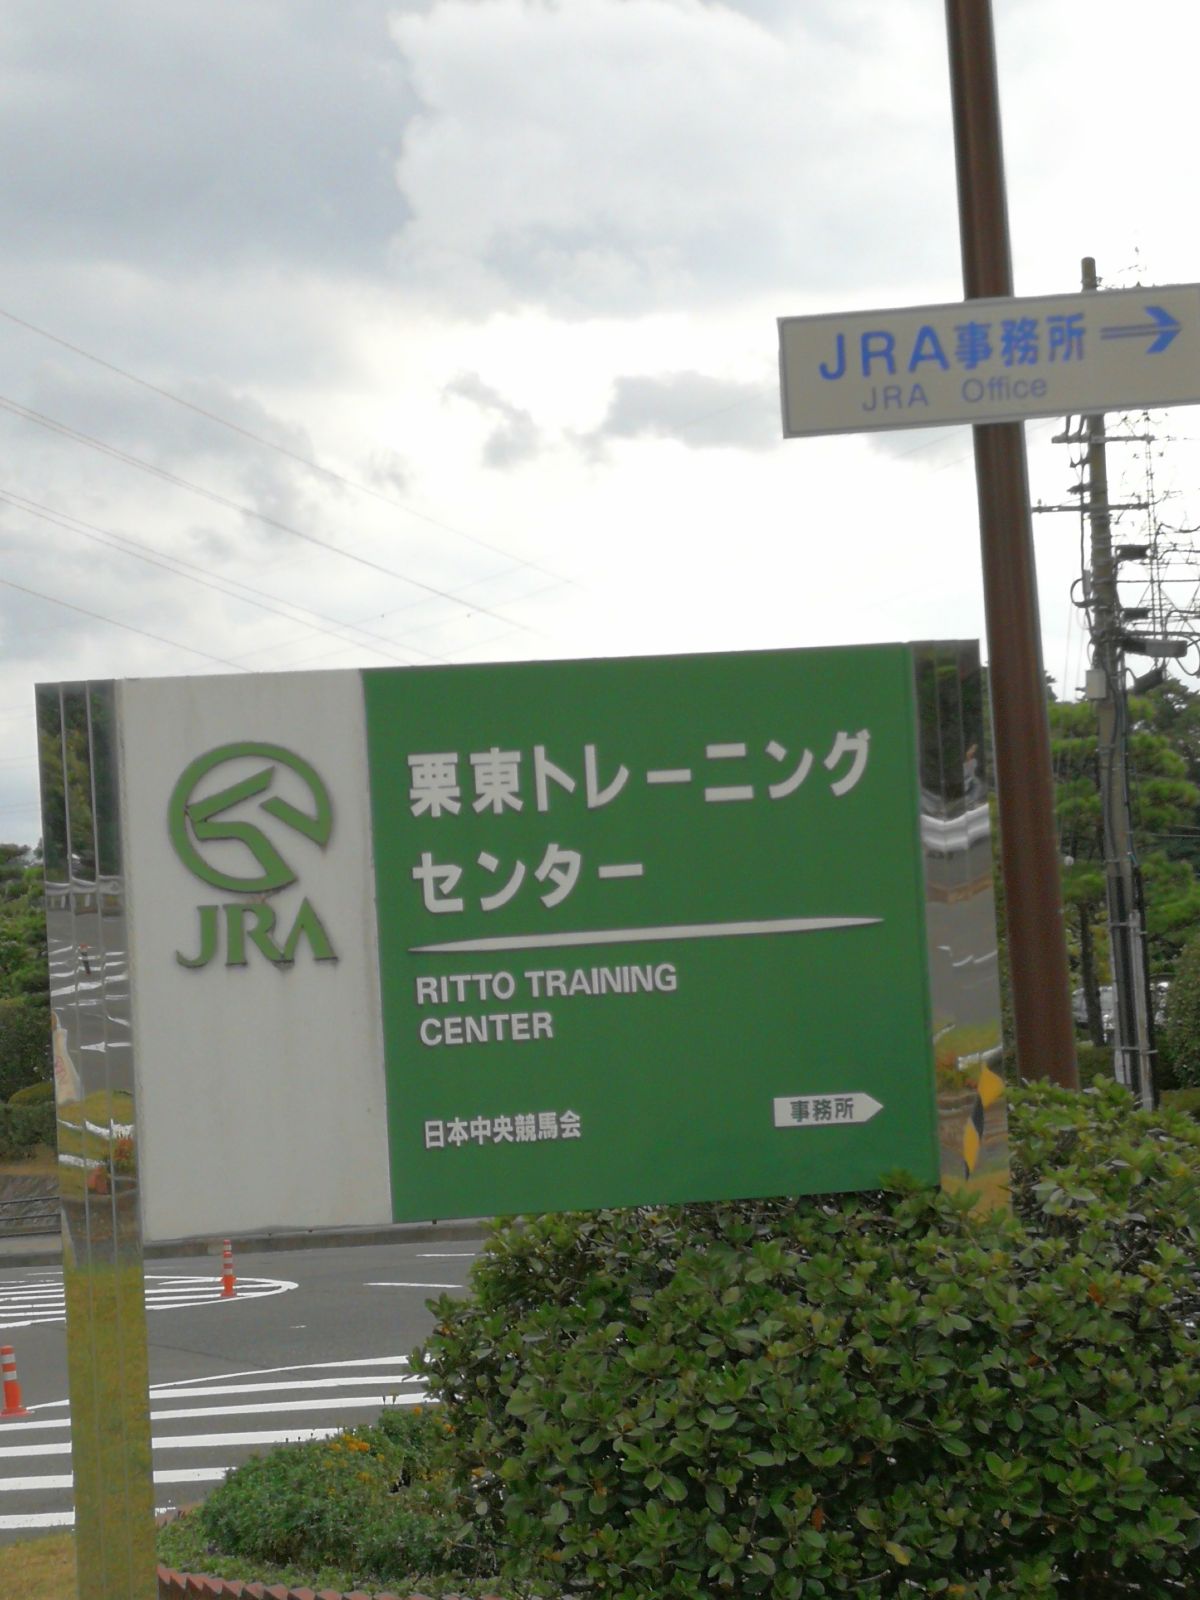 JRA事務所
JRA Office
JRA
栗東トレーニング
センター
RITTO TRAINING
CENTER
日本中央競馬会
事務所